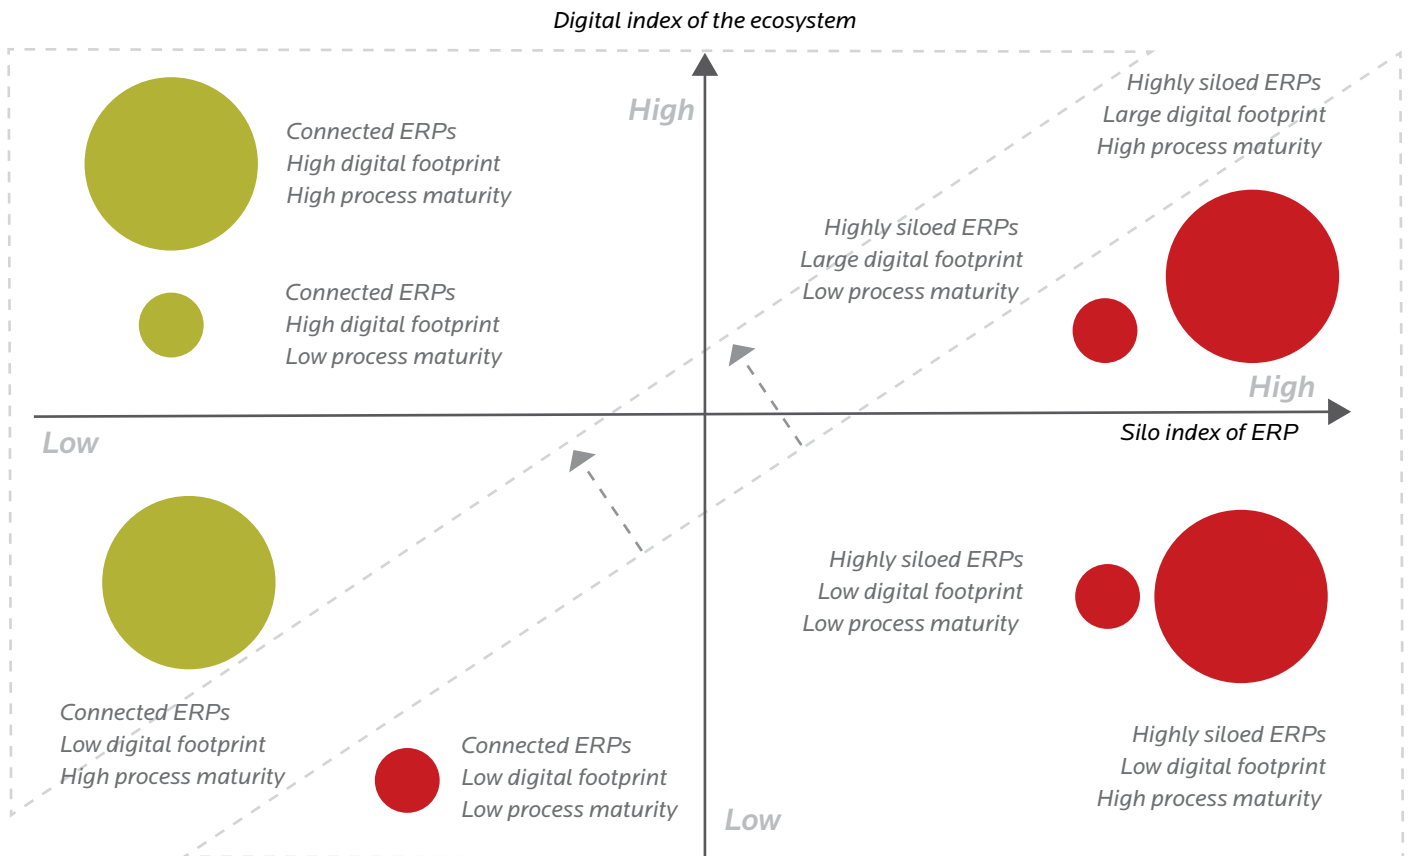 Digital index of the ecosystem
High
Connected ERPs
High digital footprint
High process maturity
Highly siloed ERPs
Large digital footprint
High process maturity
Connected ERPs
High digital footprint
Low process maturity
Highly siloed ERPs
Large digital footprint
Low process maturity
High
Low
Silo index of ERP
Highly siloed ERPs
Low digital footprint
Low process maturity
Connected ERPs
Low digital footprint
High process maturity
Connected ERPs
Low digital footprint
Low process maturity
Highly siloed ERPs
Low digital footprint
High process maturity
Low